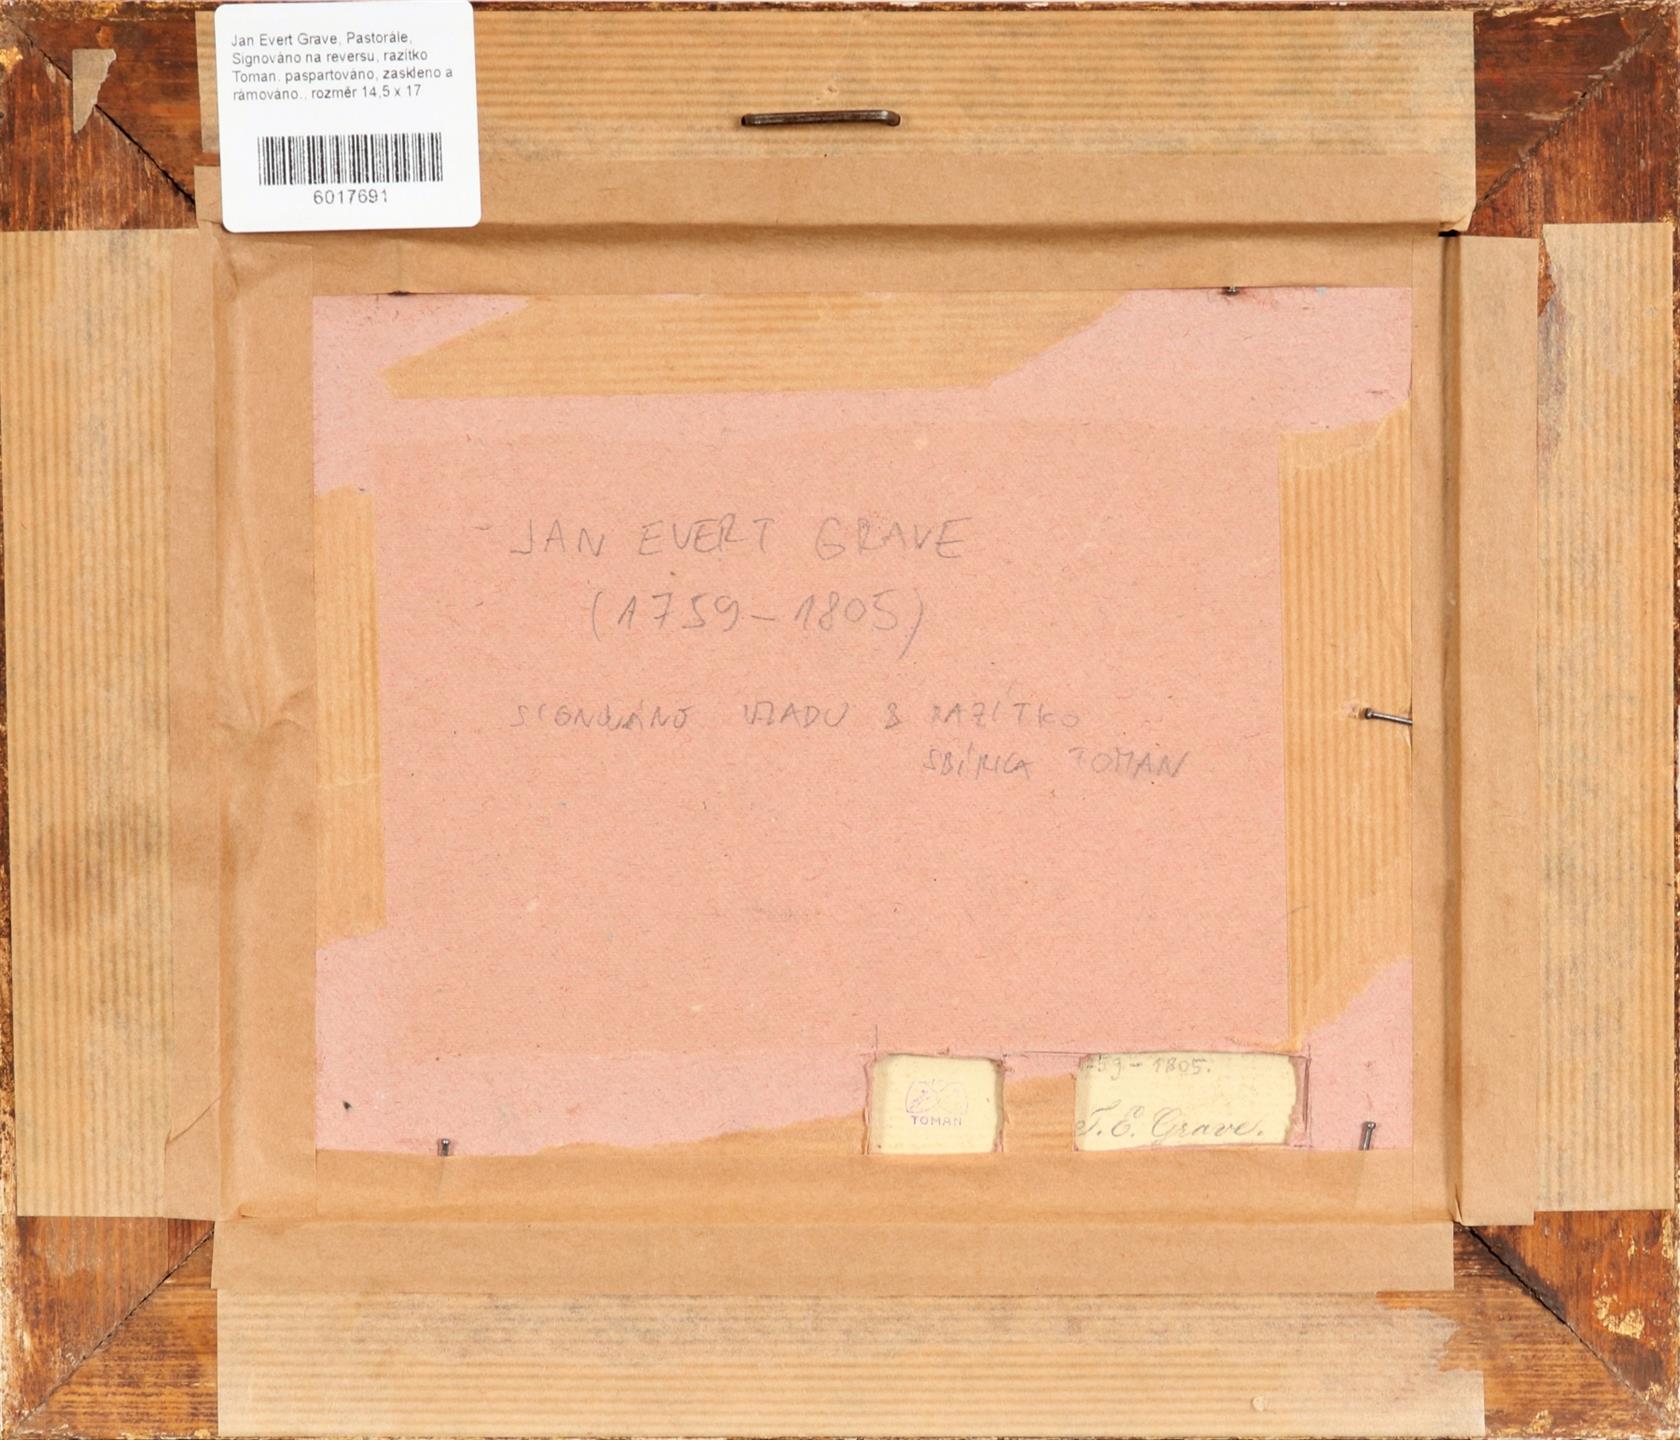 Jan Evert Grave, Pastorále,
Signováno na reversu, razítko
Toman. paspartováno, zaskleno a
rámováno., rozměr 14,5 x 17
6017691
JAN EVERT GRAVE
(1759-1805)
SIGNOVÁNO VZADU & RAZÍTKO
SBÍRKA TOMAN
59-1805.
TOMAN
J. E. Grave.